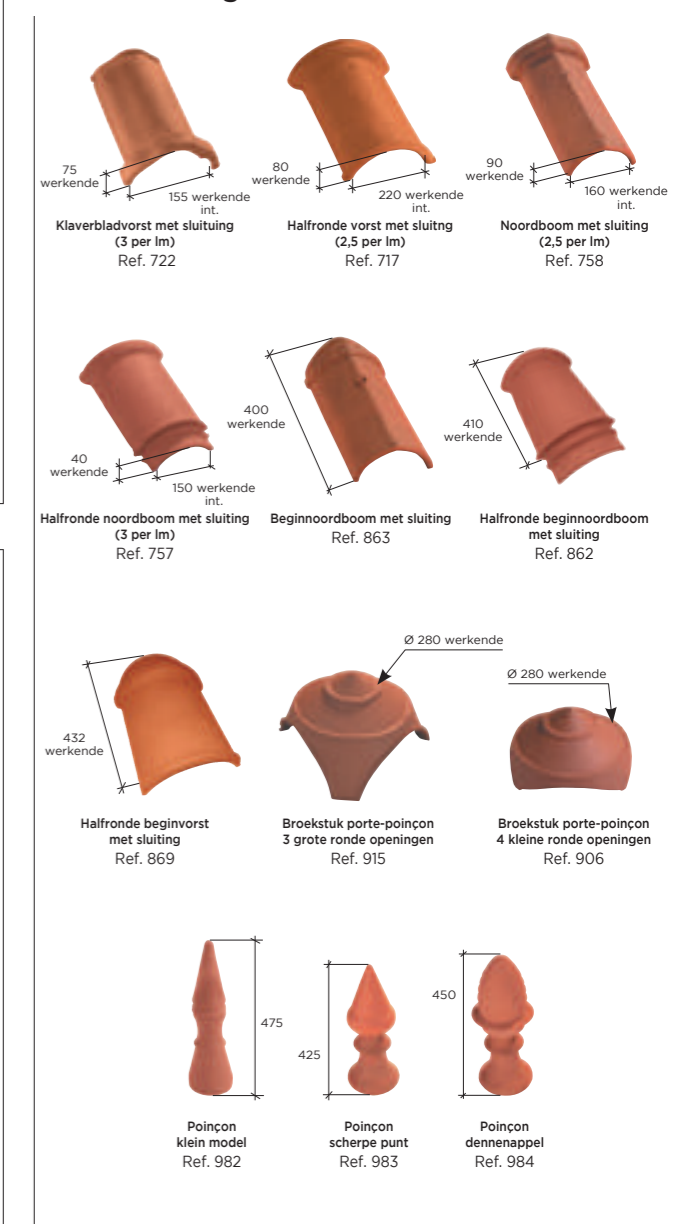 75
werkende
155 werkende
int.
Klaverbladvorst met sluituing
(3 per lm)
Ref. 722
80
werkende
220 werkende
int.
Halfronde vorst met sluitng
(2,5 per lm)
Ref. 717
90
werkende
160 werkende
int.
Noordboom met sluiting
(2,5 per lm)
Ref. 758
40
werkende
150 werkende
int.
Halfronde noordboom met sluiting
(3 per lm)
Ref. 757
400
werkende
Beginnoordboom met sluiting
Ref. 863
410
werkende
Halfronde beginnoordboom
met sluiting
Ref. 862
432
werkende
Halfronde beginvorst
met sluiting
Ref. 869
Ø 280 werkende
Broekstuk porte-poinçon
3 grote ronde openingen
Ref. 915
Ø 280 werkende
Broekstuk porte-poinçon
4 kleine ronde openingen
Ref. 906
475
Poinçon
klein model
Ref. 982
425
Poinçon
scherpe punt
Ref. 983
450
Poinçon
dennenappel
Ref. 984